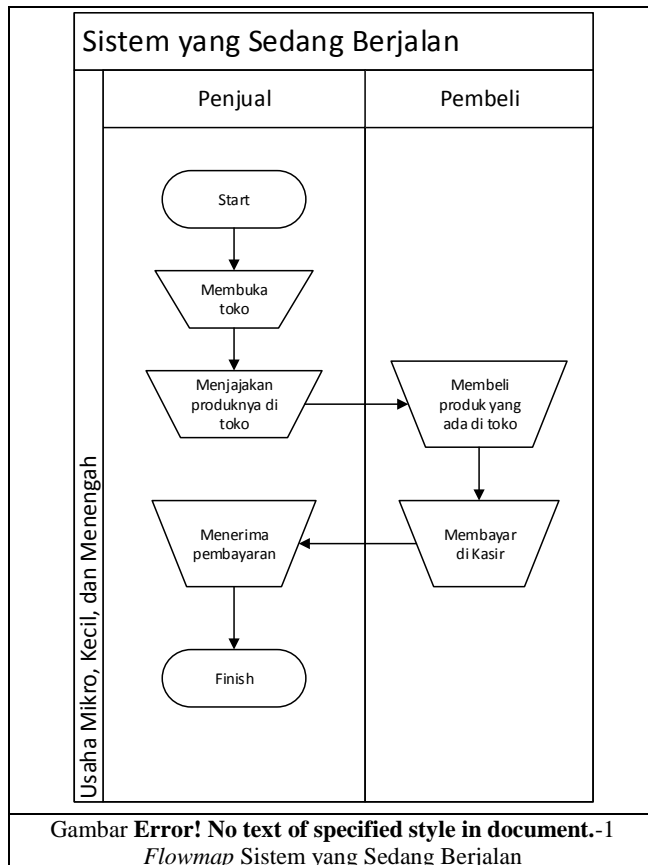 Sistem yang Sedang Berjalan
Penjual
Pembeli
Usaha Mikro, Kecil, dan Menengah
Start
Membuka
toko
Menjajakan
produknya di
toko
Membeli
produk yang
ada di toko
Membayar
di Kasir
Menerima
pembayaran
Finish
Gambar Error! No text of specified style in document.-1
Flowmap Sistem yang Sedang Berjalan